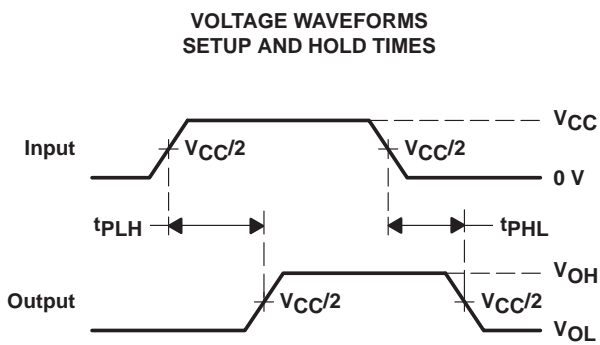 VOLTAGE WAVEFORMS
SETUP AND HOLD TIMES
VCC
Input
VCC/2
VCC/2
0 V
tPLH
tPHL
VOH
Output
VCC/2
VCC/2
VOL